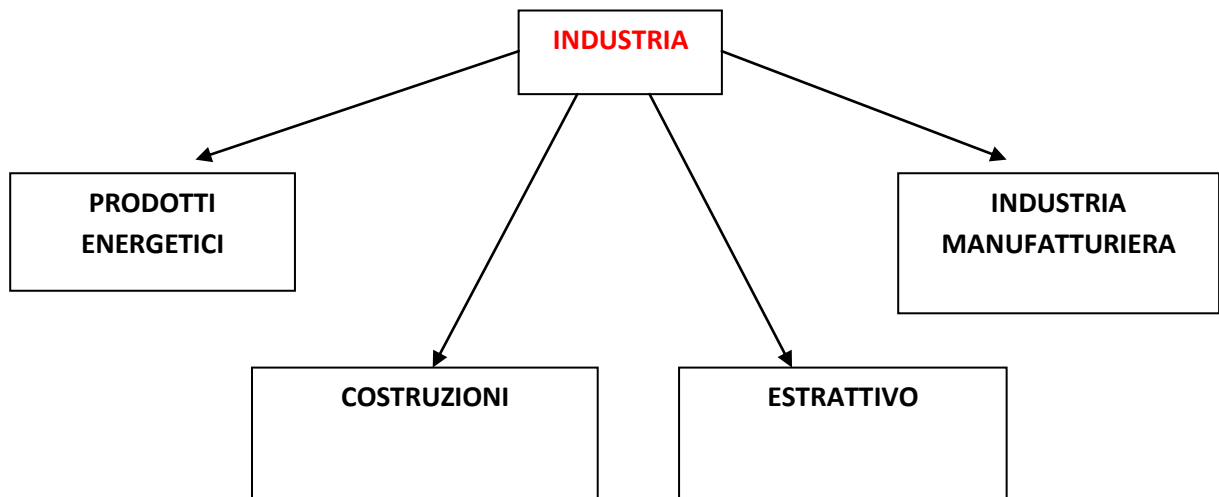 INDUSTRIA
PRODOTTI
ENERGETICI
INDUSTRIA
MANUFATTURIERA
COSTRUZIONI
ESTRATTIVO